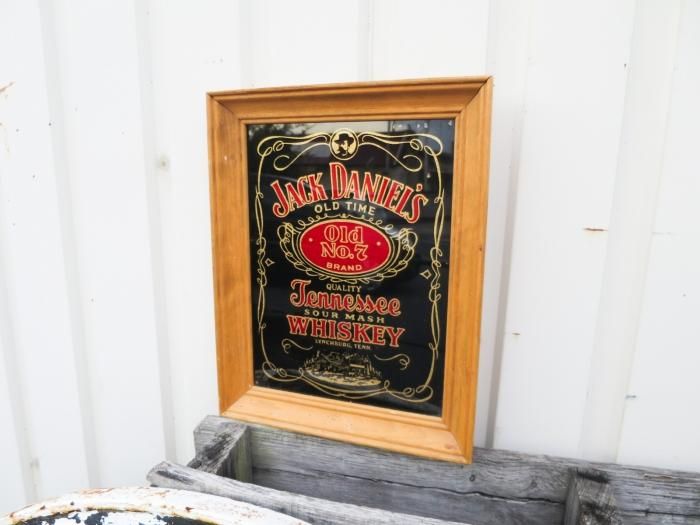 JACK DANIEL'S
OLD TIME
Old
No.7
BRAND
QUALITY
Tennessee
SOUR MASH
WHISKEY
LYNCHBURG, TENN.